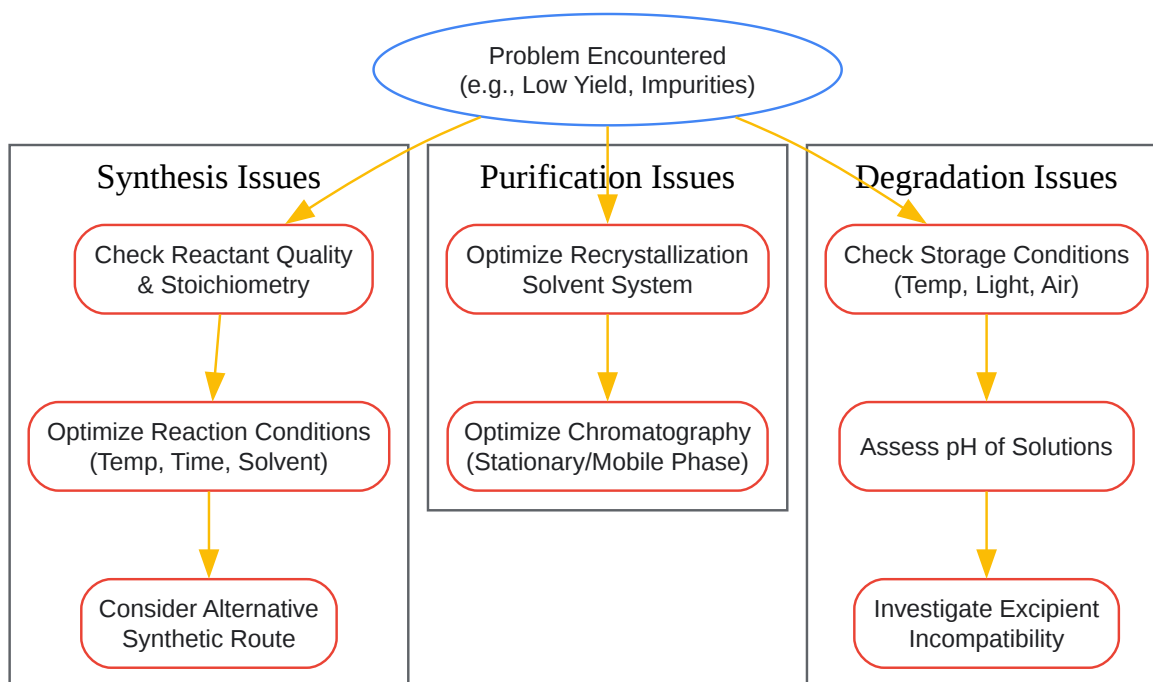 Problem Encountered
(e.g., Low Yield, Impurities)
Synthesis Issues
Check Reactant Quality
& Stoichiometry
Optimize Reaction Conditions
(Temp, Time, Solvent)
Consider Alternative
Synthetic Route
Purification Issues
Optimize Recrystallization
Solvent System
Optimize Chromatography
(Stationary/Mobile Phase)
Degradation Issues
Check Storage Conditions
(Temp, Light, Air)
Assess pH of Solutions
Investigate Excipient
Incompatibility